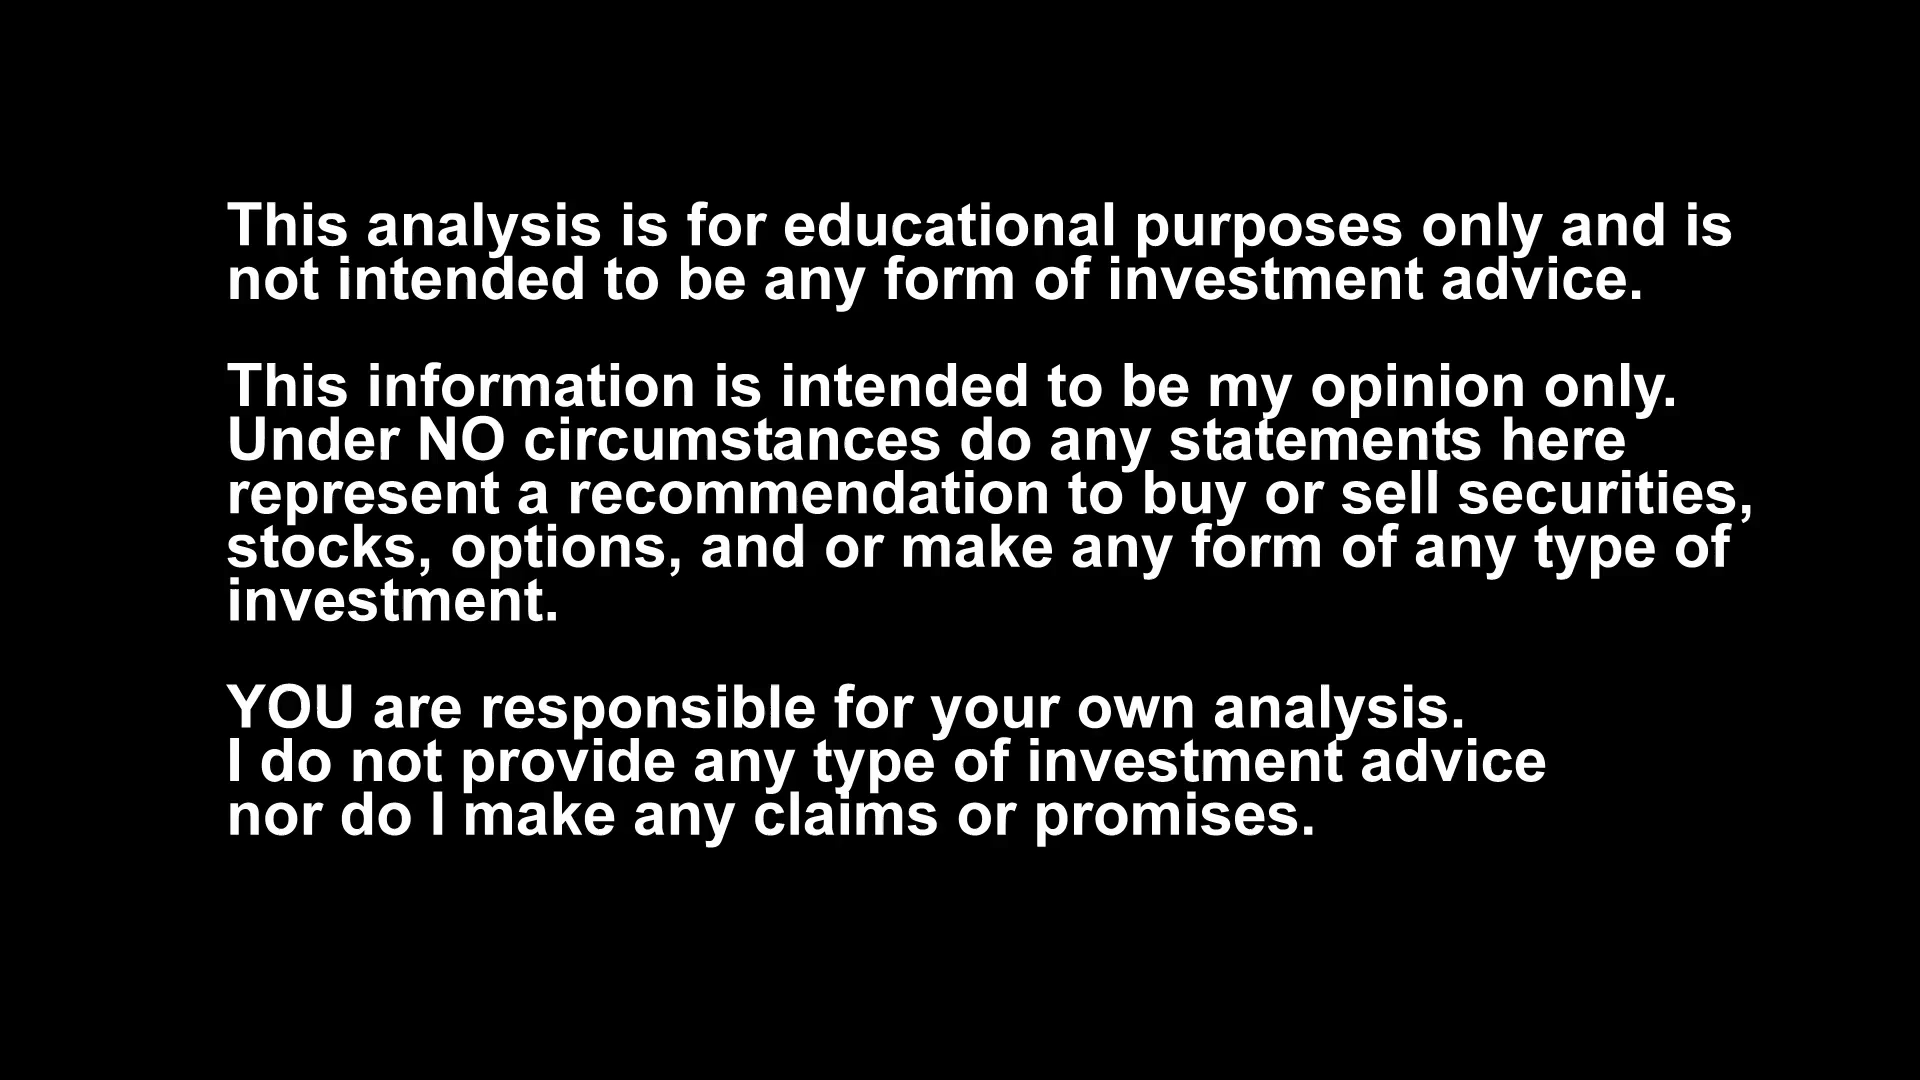 This analysis is for educational purposes only and is
not intended to be any form of investment advice.
This information is intended to be my opinion only.
Under NO circumstances do any statements here
represent a recommendation to buy or sell securities,
stocks, options, and or make any form of any type of
investment.
YOU are responsible for your own analysis.
I do not provide any type of investment advice
nor do I make any claims or promises.